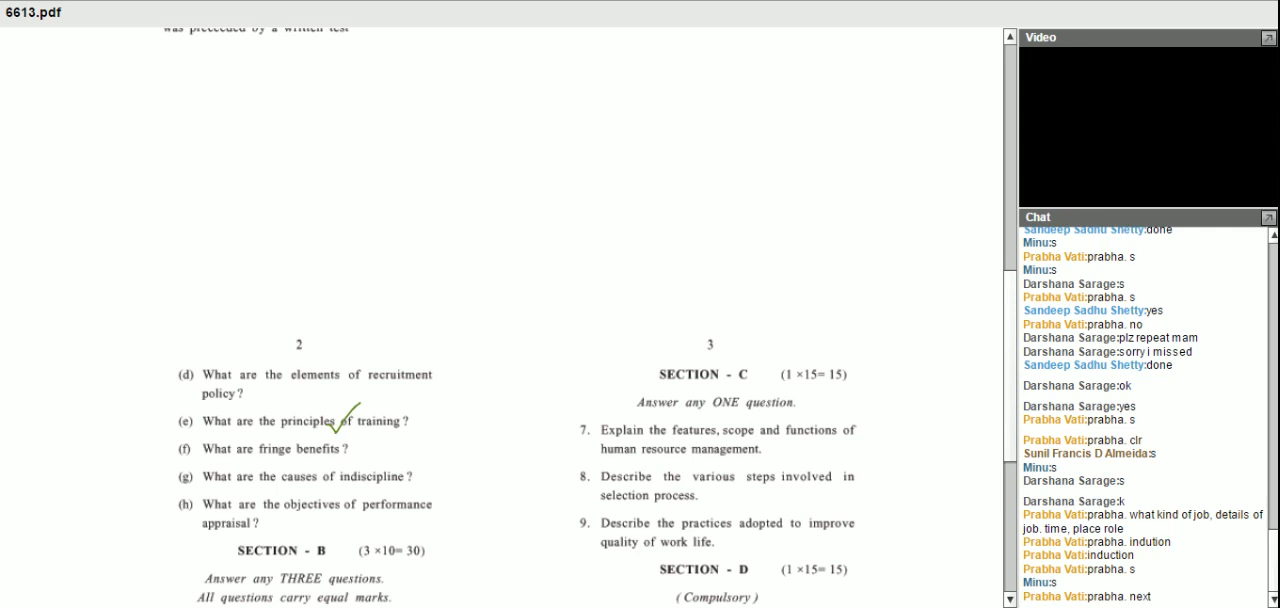 6613.pdf
was preceeded by a written test
2
(d) What are the elements of recruitment
policy ?
(e) What are the principles of training ?
(f) What are fringe benefits ?
(g) What are the causes of indiscipline ?
(h) What are the objectives of performance
appraisal ?
SECTION - B (3 ×10= 30)
Answer any THREE questions.
All questions carry equal marks.
3
SECTION - C (1 ×15= 15)
Answer any ONE question.
7. Explain the features, scope and functions of
human resource management.
8. Describe the various steps involved in
selection process.
9. Describe the practices adopted to improve
quality of work life.
SECTION - D (1 ×15= 15)
(Compulsory)
Video
Chat
Sandeep Sadhu Shetty:done
Minu:s
Prabha Vati:prabha. s
Minu:s
Darshana Sarage:s
Prabha Vati:prabha. s
Sandeep Sadhu Shetty:yes
Prabha Vati:prabha. no
Darshana Sarage:plz repeat mam
Darshana Sarage:sorry i missed
Sandeep Sadhu Shetty:done
Darshana Sarage:ok
Darshana Sarage:yes
Prabha Vati:prabha. s
Prabha Vati:prabha. clr
Sunil Francis D Almeida:s
Minu:s
Darshana Sarage:s
Darshana Sarage:k
Prabha Vati:prabha. what kind of job, details of
job. time, place role
Prabha Vati:prabha. indution
Prabha Vati:induction
Prabha Vati:prabha. s
Minu:s
Prabha Vati:prabha. next